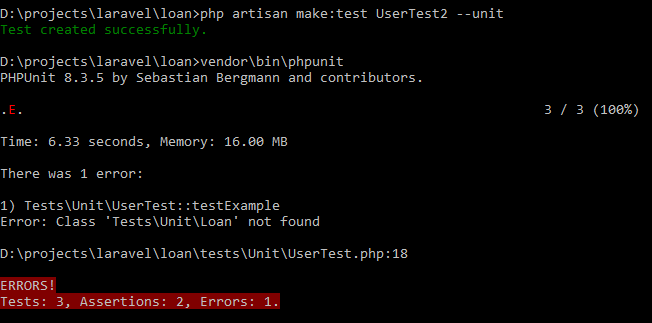 D:\projects\laravel\loan>php artisan make:test UserTest2 --unit
Test created successfully.
D:\projects\laravel\loan>vendor\bin\phpunit
PHPUnit 8.3.5 by Sebastian Bergmann and contributors.
.E. 3 / 3 (100%)
Time: 6.33 seconds, Memory: 16.00 MB
There was 1 error:
1) Tests\Unit\UserTest::testExample
Error: Class 'Tests\Unit\Loan' not found
D:\projects\laravel\loan\tests\Unit\UserTest.php:18
ERRORS!
Tests: 3, Assertions: 2, Errors: 1.